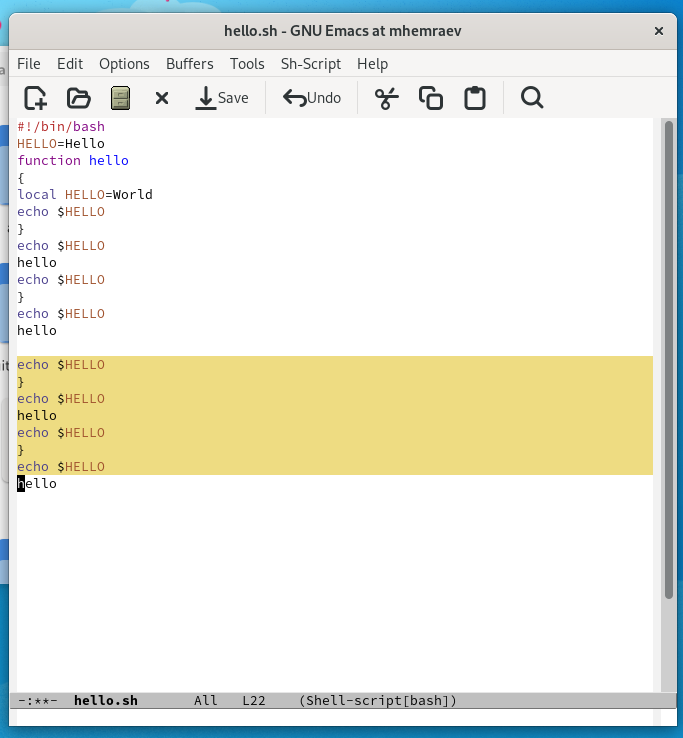 hello.sh - GNU Emacs at mhemraev
File Edit Options Buffers Tools Sh-Script Help
Save Undo
#!/bin/bash
HELLO=Hello
function hello
{
local HELLO=World
echo $HELLO
}
echo $HELLO
hello
echo $HELLO
}
echo $HELLO
hello
echo $HELLO
}
echo $HELLO
hello
echo $HELLO
}
echo $HELLO
hello
-:**- hello.sh All L22 (Shell-script[bash])